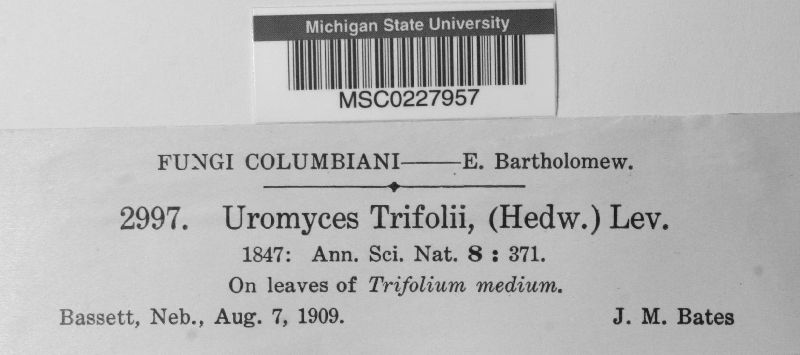 Michigan State University
MSC0227957
FUNGI COLUMBIANI——E. Bartholomew.
2997. Uromyces Trifolii, (Hedw.) Lev.
1847: Ann. Sci. Nat. 8 : 371.
On leaves of Trifolium medium.
Bassett, Neb., Aug. 7, 1909. J. M. Bates